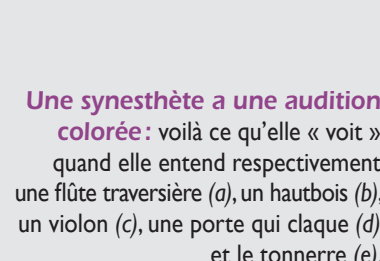 Une synesthète a une audition
colorée : voilà ce qu’elle « voit »
quand elle entend respectivement
une flûte traversière (a), un hautbois (b),
un violon (c), une porte qui claque (d)
et le tonnerre (e).